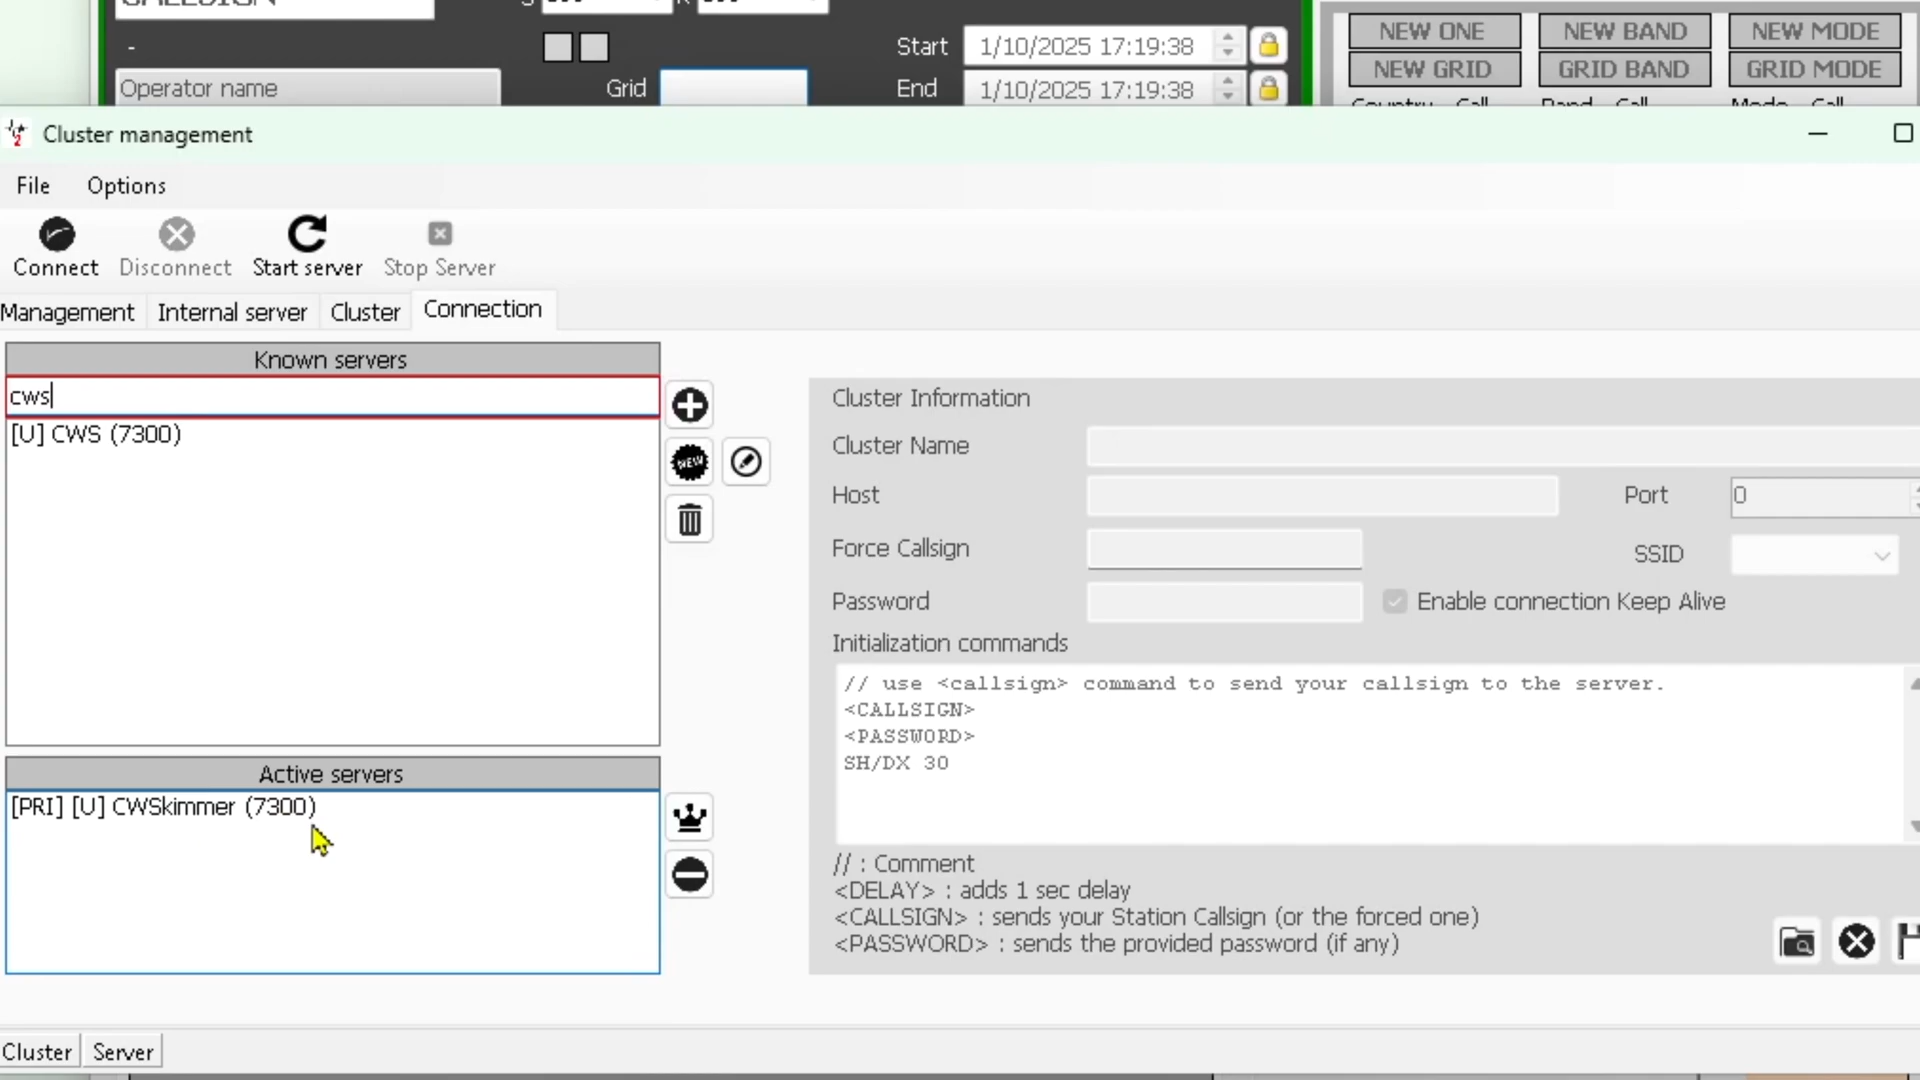 -
Start 1/10/2025 17:19:38
NEW ONE NEW BAND NEW MODE
Operator name Grid End 1/10/2025 17:19:38
NEW GRID GRID BAND GRID MODE
Cluster management
File Options
Connect Disconnect Start server Stop Server
Management Internal server Cluster Connection
Known servers
cws
[U] CWS (7300)
NEW
Active servers
[PRI] [U] CWSkimmer (7300)
Cluster Information
Cluster Name
Host Port 0
Force Callsign SSID
Password Enable connection Keep Alive
Initialization commands
// use <callsign> command to send your callsign to the server.
<CALLSIGN>
<PASSWORD>
SH/DX 30
// : Comment
<DELAY> : adds 1 sec delay
<CALLSIGN> : sends your Station Callsign (or the forced one)
<PASSWORD> : sends the provided password (if any)
Cluster Server